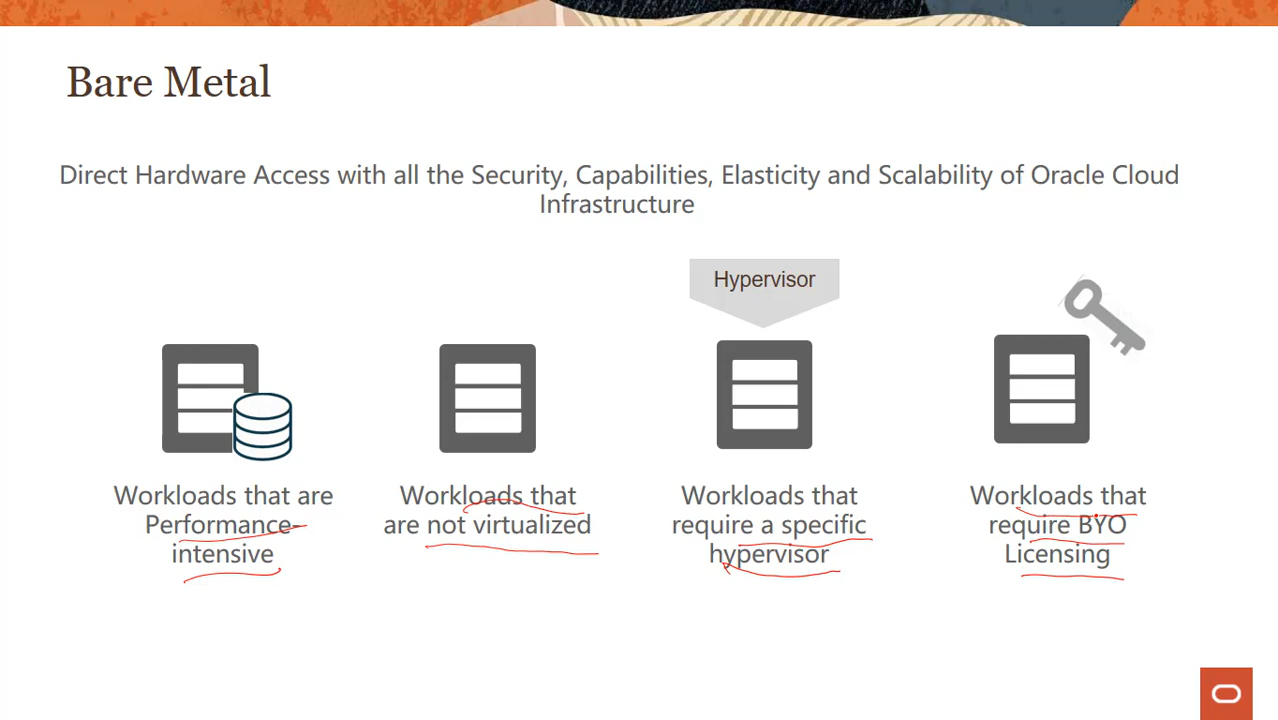 Bare Metal
Direct Hardware Access with all the Security, Capabilities, Elasticity and Scalability of Oracle Cloud
Infrastructure
Hypervisor
Workloads that are
Performance-
intensive
Workloads that
are not virtualized
Workloads that
require a specific
hypervisor
Workloads that
require BYO
Licensing